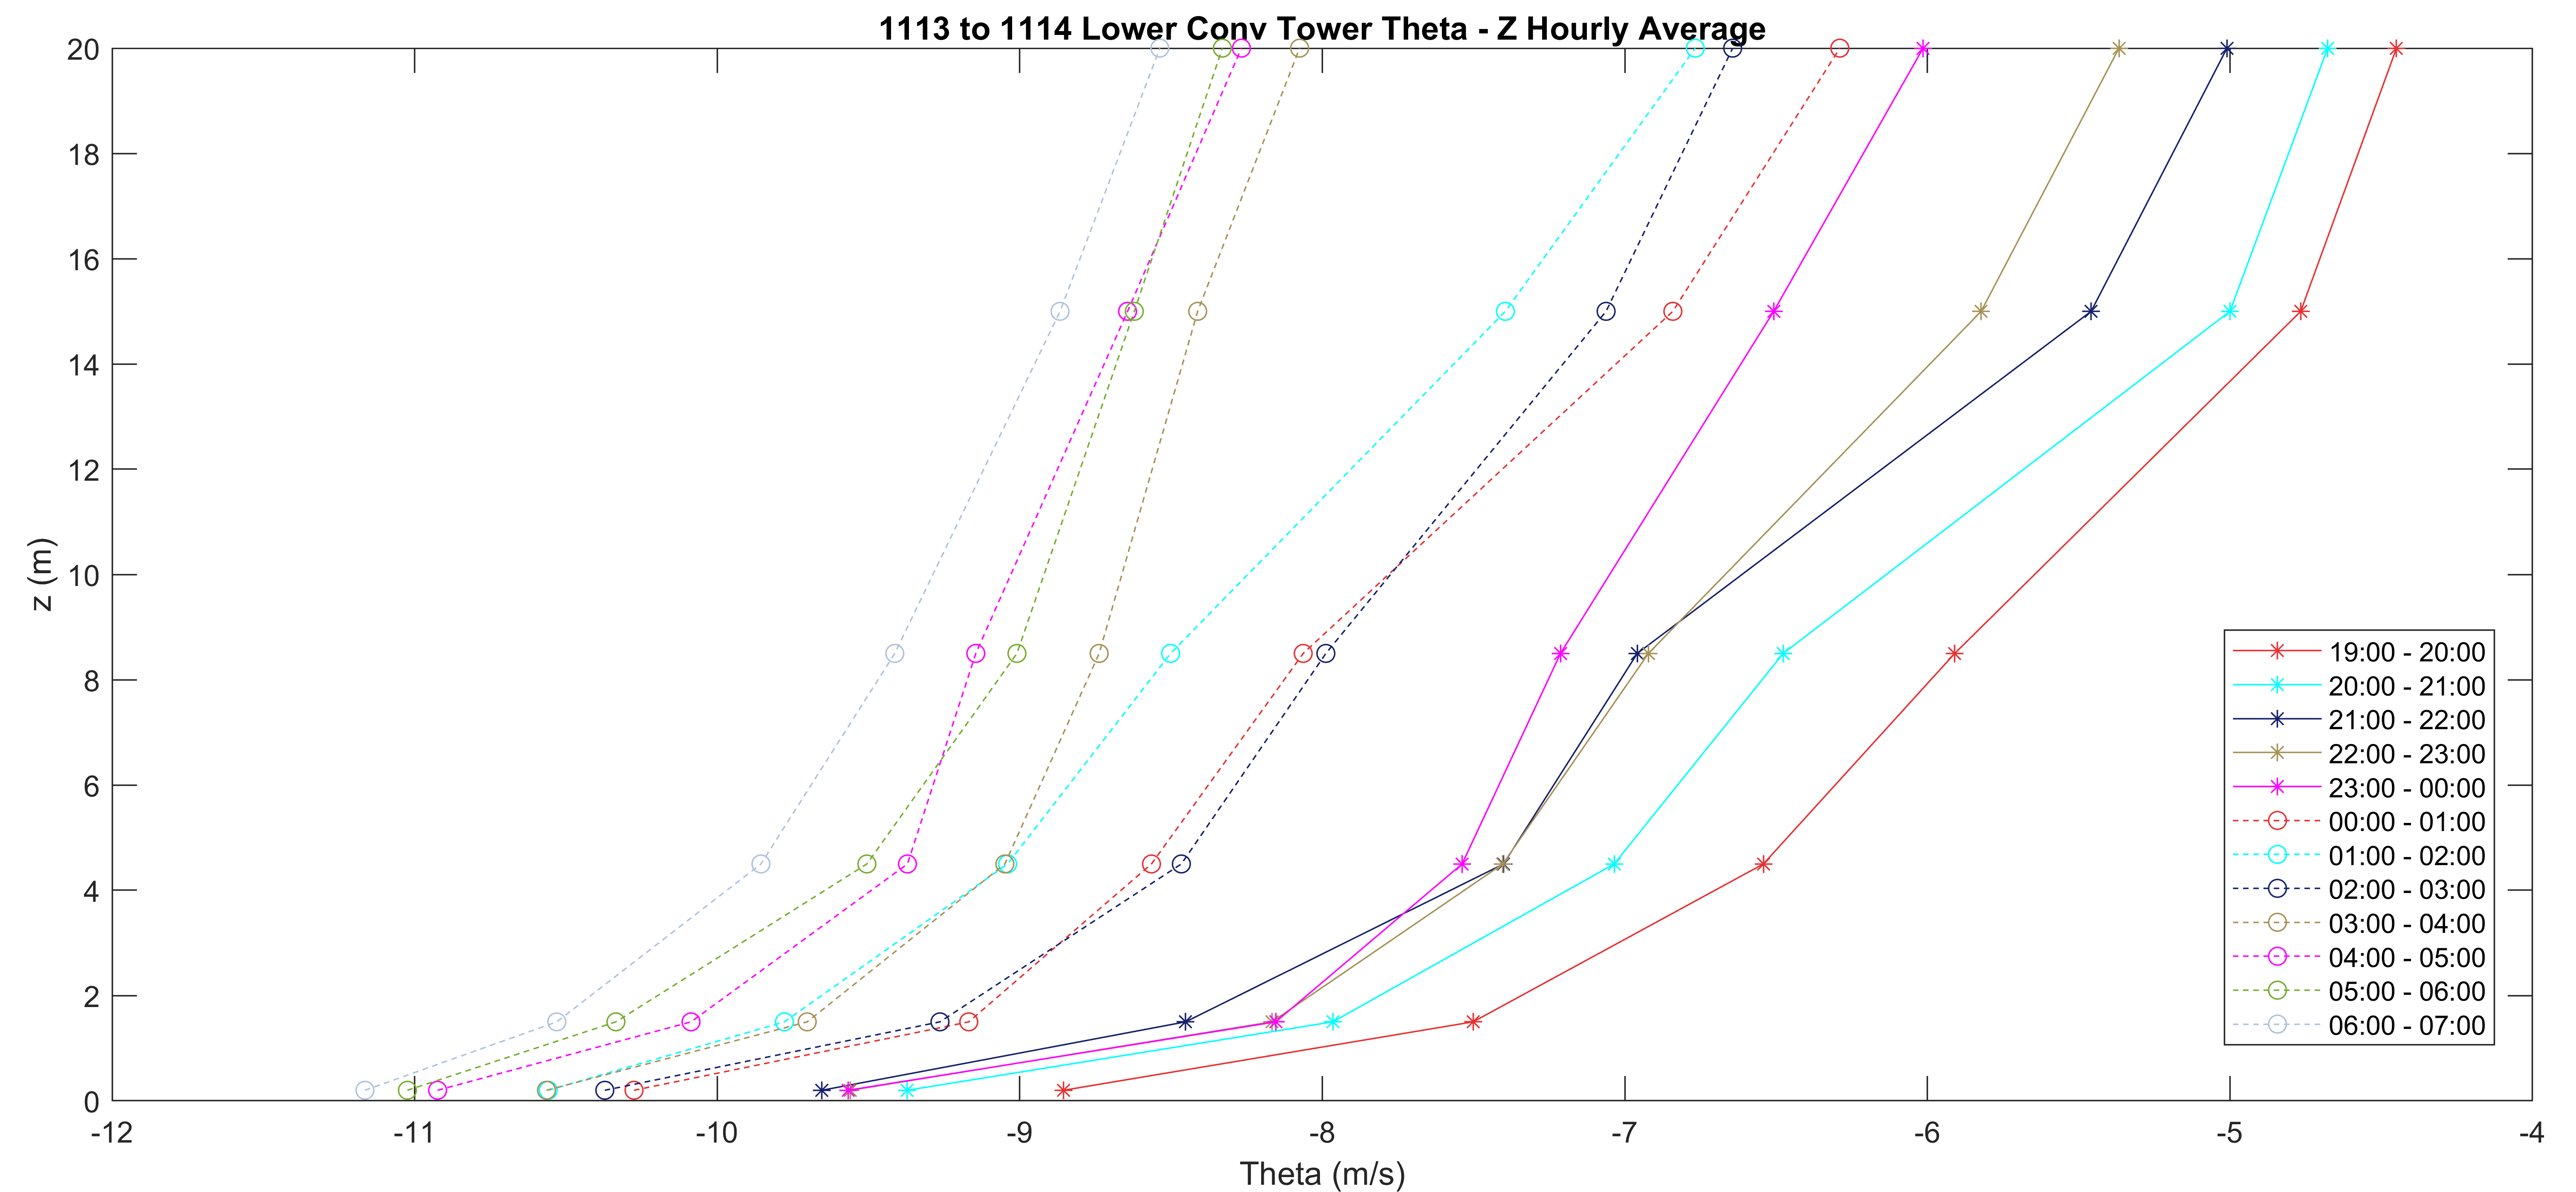 1113 to 1114 Lower Conv Tower Theta - Z Hourly Average
20
18
16
14
12
10
8
6
4
2
0
z (m)
-12 -11 -10 -9 -8 -7 -6 -5 -4
Theta (m/s)
19:00 - 20:00
20:00 - 21:00
21:00 - 22:00
22:00 - 23:00
23:00 - 00:00
00:00 - 01:00
01:00 - 02:00
02:00 - 03:00
03:00 - 04:00
04:00 - 05:00
05:00 - 06:00
06:00 - 07:00